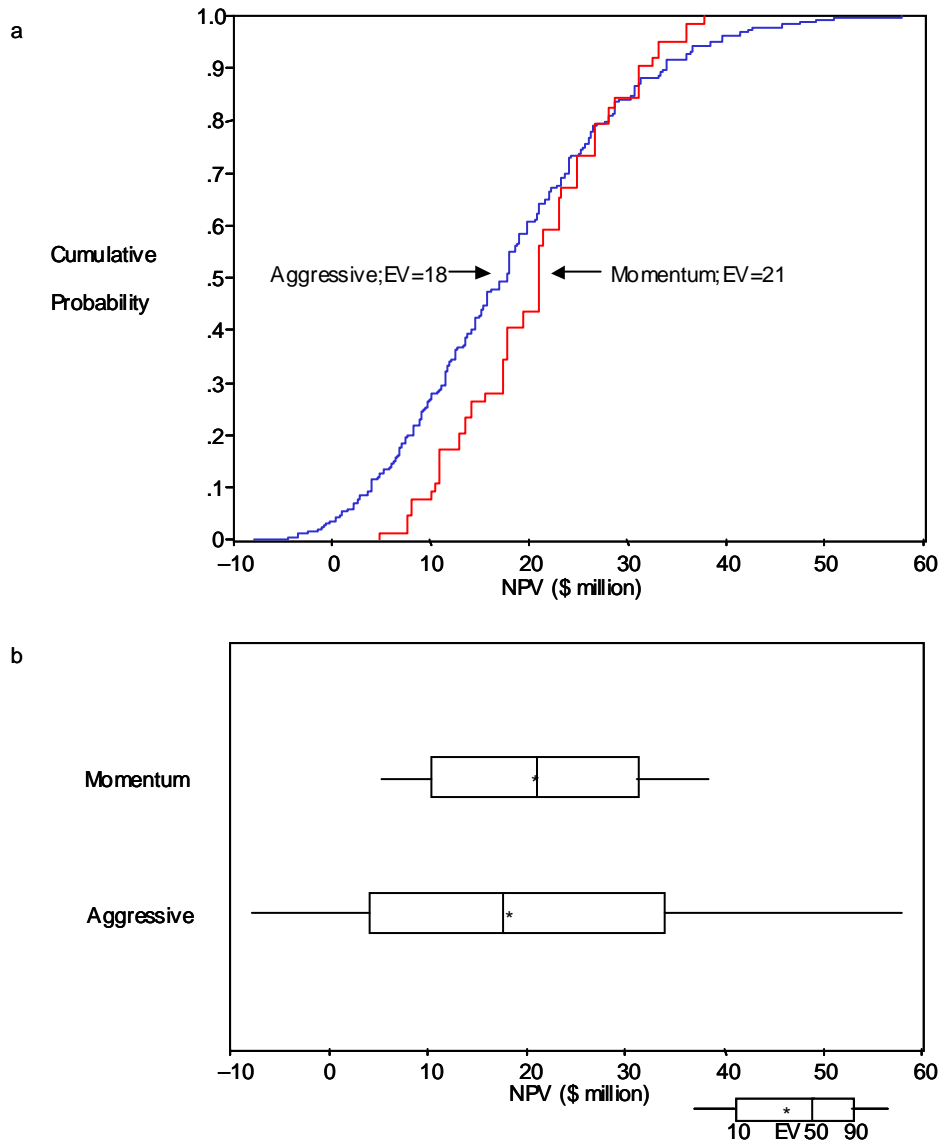 a
1.0
.9
.8
.7
.6
.5
.4
.3
.2
.1
0
Cumulative
Probability
Aggressive; EV=18
Momentum; EV=21
–10 0 10 20 30 40 50 60
NPV ($ million)
b
Momentum
*
Aggressive
*
–10 0 10 20 30 40 50 60
NPV ($ million)
*
10 EV 50 90